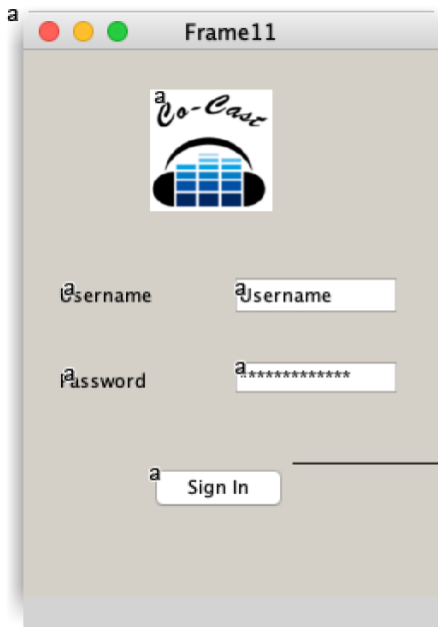 a
Frame11
a
Co-Cast
a
Username
a
Username
a
Password
a
*************
a
Sign In